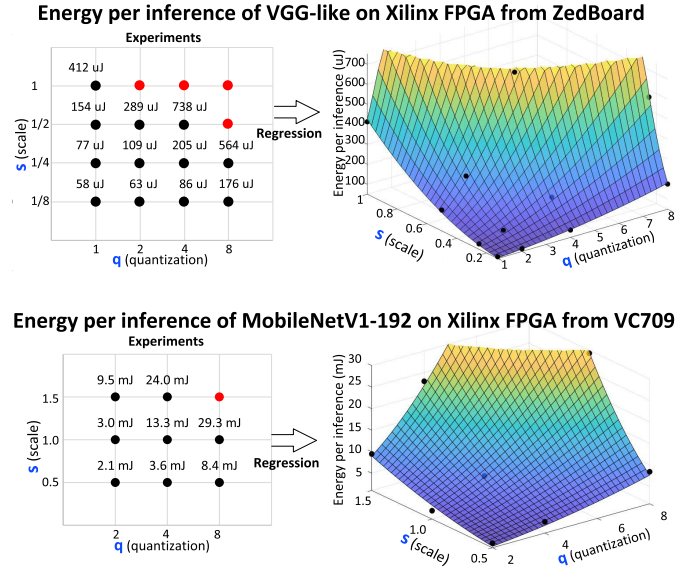 Energy per inference of VGG-like on Xilinx FPGA from ZedBoard
Experiments
412 uJ
1
154 uJ 289 uJ 738 uJ
1/2
77 uJ 109 uJ 205 uJ 564 uJ
1/4
58 uJ 63 uJ 86 uJ 176 uJ
1/8
s (scale)
1 2 4 8
q (quantization)
Regression
Energy per inference (uJ)
700
600
500
400
300
200
100
1
0.8
0.6
0.4
0.2
s (scale)
1 2 3 4 5 6 7 8
q (quantization)
Energy per inference of MobileNetV1-192 on Xilinx FPGA from VC709
Experiments
9.5 mJ 24.0 mJ
1.5
3.0 mJ 13.3 mJ 29.3 mJ
1.0
2.1 mJ 3.6 mJ 8.4 mJ
0.5
s (scale)
2 4 8
q (quantization)
Regression
Energy per inference (mJ)
30
25
20
15
10
5
1.5
1.0
0.5
s (scale)
2 4 6 8
q (quantization)